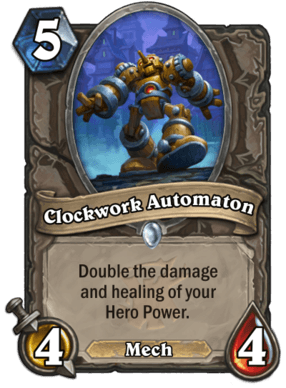 5
Clockwork Automaton
Double the damage
and healing of your
Hero Power.
4
Mech
4